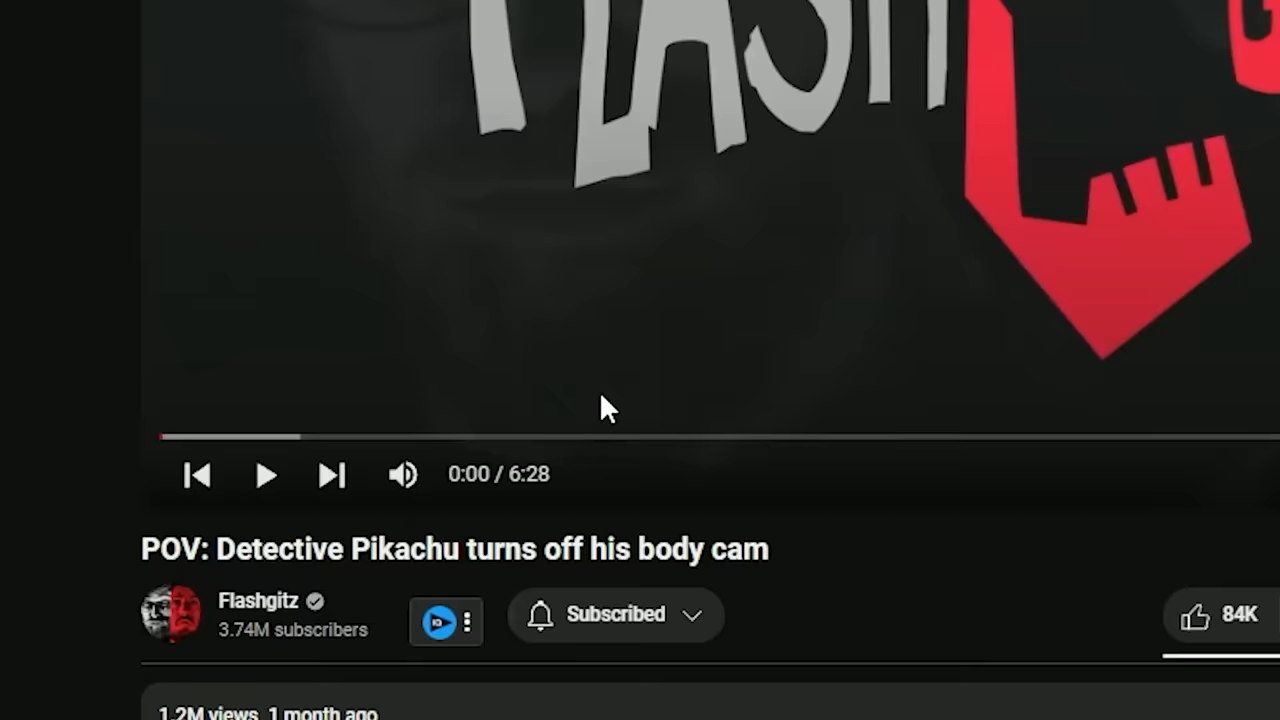 FLASH G
0:00 / 6:28
POV: Detective Pikachu turns off his body cam
Flashgitz
3.74M subscribers
Subscribed
84K
1.2M views 1 month ago